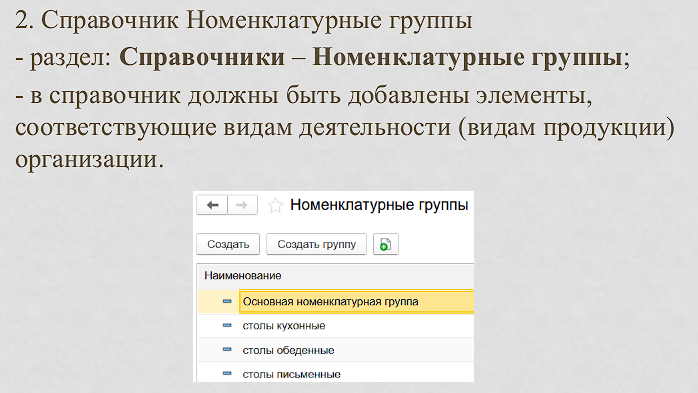 2. Справочник Номенклатурные группы
- раздел: Справочники – Номенклатурные группы;
- в справочник должны быть добавлены элементы,
соответствующие видам деятельности (видам продукции)
организации.
Номенклатурные группы
Создать Создать группу
Наименование
Основная номенклатурная группа
столы кухонные
столы обеденные
столы письменные